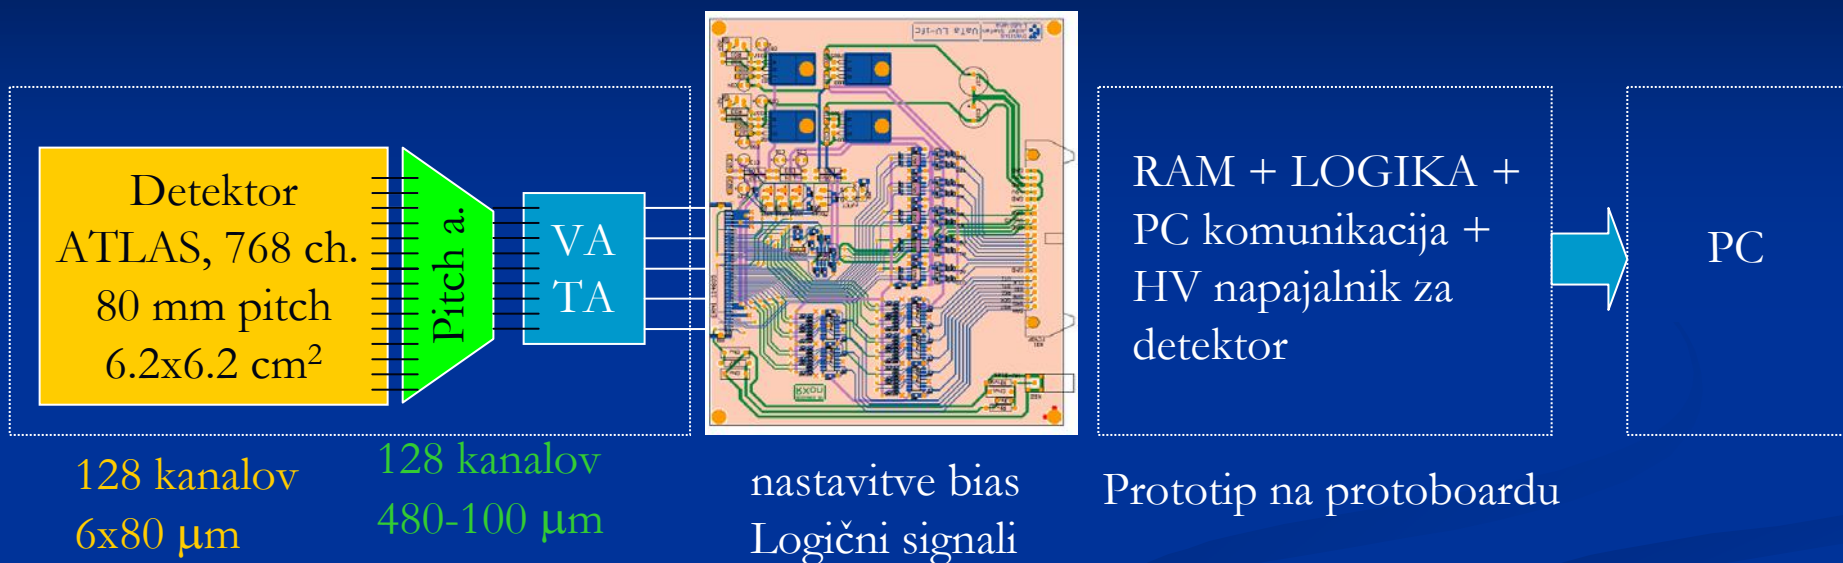 Detektor
ATLAS, 768 ch.
80 mm pitch
6.2x6.2 cm²
Pitch a.
VA
TA
RAM + LOGIKA +
PC komunikacija +
HV napajalnik za
detektor
PC
128 kanalov
6x80 μm
128 kanalov
480-100 μm
nastavitve bias
Logični signali
Prototip na protoboardu